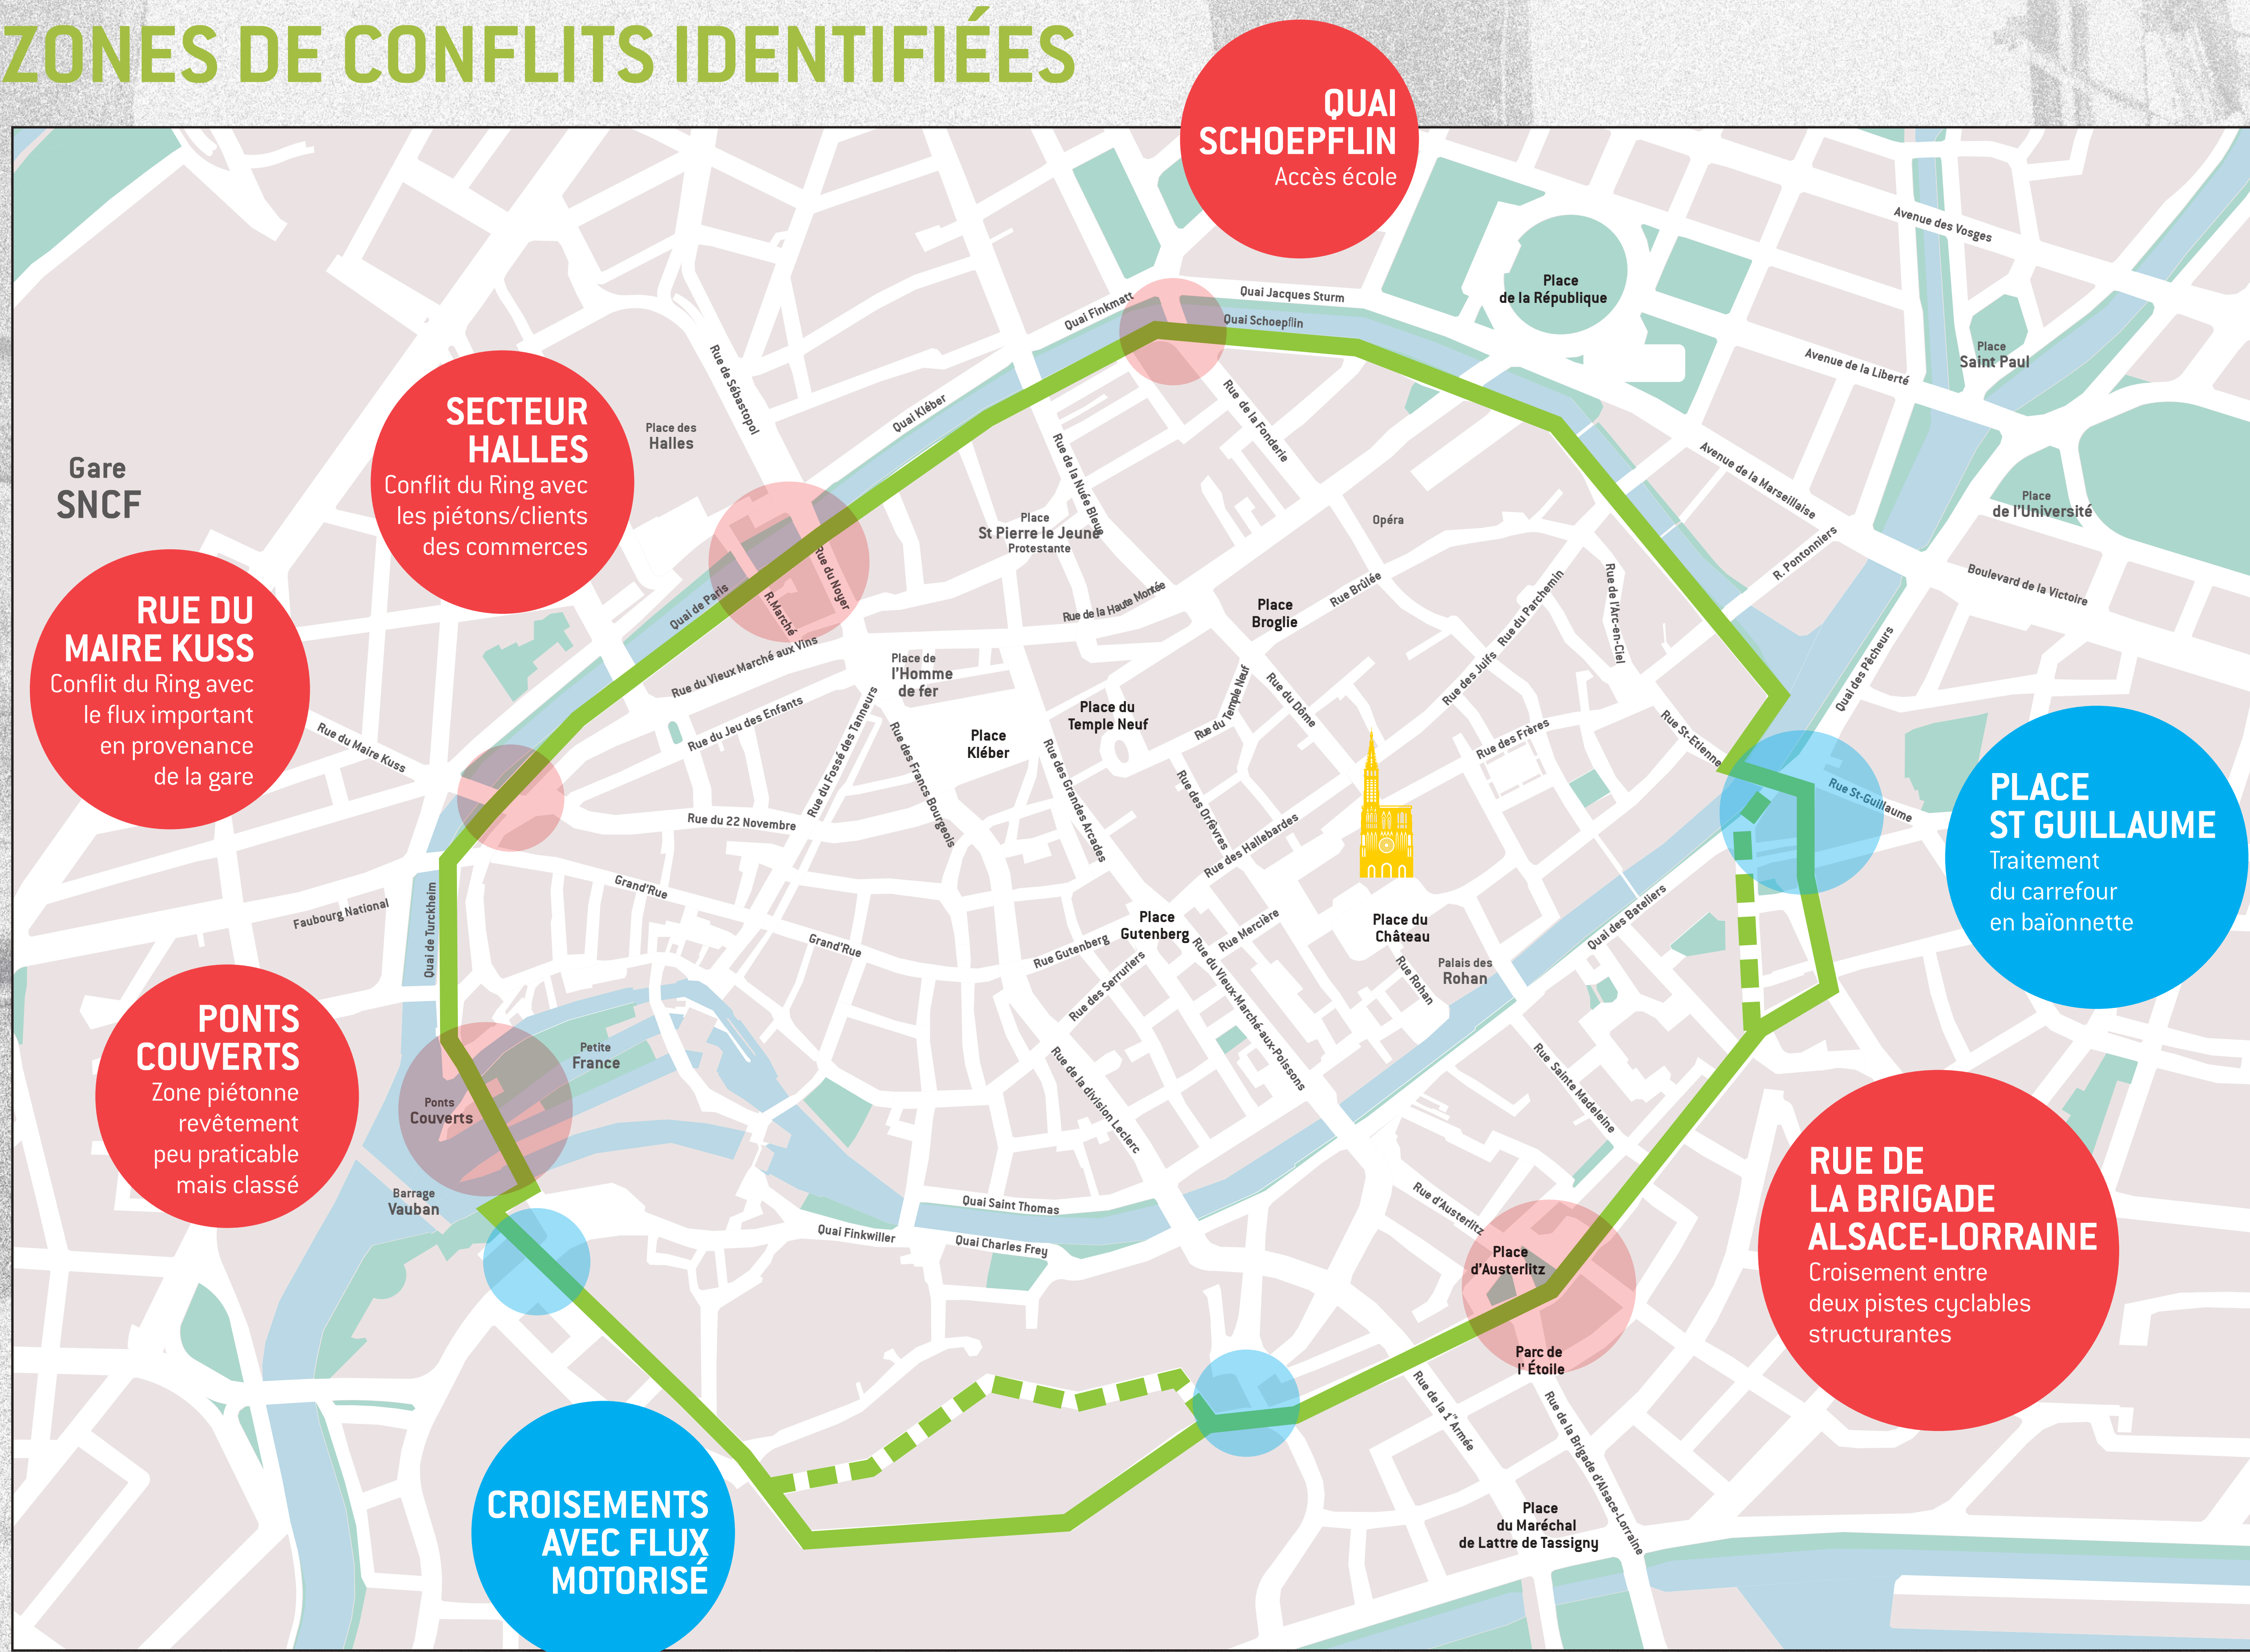 ZONES DE CONFLITS IDENTIFIÉES
QUAI
SCHOEPFLIN
Accès école
SECTEUR
HALLES
Conflit du Ring avec
les piétons/clients
des commerces
RUE DU
MAIRE KUSS
Conflit du Ring avec
le flux important
en provenance
de la gare
PONTS
COUVERTS
Zone piétonne
revêtement
peu praticable
mais classé
CROISEMENTS
AVEC FLUX
MOTORISÉ
PLACE
ST GUILLAUME
Traitement
du carrefour
en baïonnette
RUE DE
LA BRIGADE
ALSACE-LORRAINE
Croisement entre
deux pistes cyclables
structurantes
Gare
SNCF
Place des
Halles
Rue de Sébastopol
Quai Kléber
Quai Finkmatt
Quai Jacques Sturm
Quai Schoepflin
Place
de la République
Avenue des Vosges
Avenue de la Liberté
Place
Saint Paul
Avenue de la Marseillaise
Place
de l'Université
Boulevard de la Victoire
R. Pontonniers
Quai des Pêcheurs
Rue de la Fonderie
Rue de la Nuée Bleue
Place
St Pierre le Jeune
Protestante
Opéra
Quai de Paris
R.Marché
Rue du Noyer
Rue du Vieux Marché aux Vins
Rue de la Haute Montée
Place
Broglie
Rue Brûlée
Rue du Parchemin
Rue de l'Arc-en-Ciel
Rue des Juifs
Rue St-Etienne
Rue St-Guillaume
Rue des Frères
Place de
l'Homme
de fer
Place
Kléber
Place du
Temple Neuf
Rue du Temple Neuf
Rue du Dôme
Rue du Maire Kuss
Rue du Jeu des Enfants
Rue du Fossé des Tanneurs
Rue des Francs Bourgeois
Rue des Grandes Arcades
Rue des Orfèvres
Rue des Hallebardes
Rue du 22 Novembre
Grand'Rue
Grand'Rue
Faubourg National
Quai de Turckheim
Place
Gutenberg
Rue Gutenberg
Rue Mercière
Rue des Serruriers
Rue du Vieux-Marché-aux-Poissons
Place du
Château
Rue Rohan
Palais des
Rohan
Quai des Bateliers
Rue Sainte Madeleine
Rue de la division Leclerc
Petite
France
Ponts
Couverts
Barrage
Vauban
Quai Saint Thomas
Quai Finkwiller
Quai Charles Frey
Rue d'Austerlitz
Place
d'Austerlitz
Parc de
l' Étoile
Rue de la 1re Armée
Rue de la Brigade d'Alsace-Lorraine
Place
du Maréchal
de Lattre de Tassigny